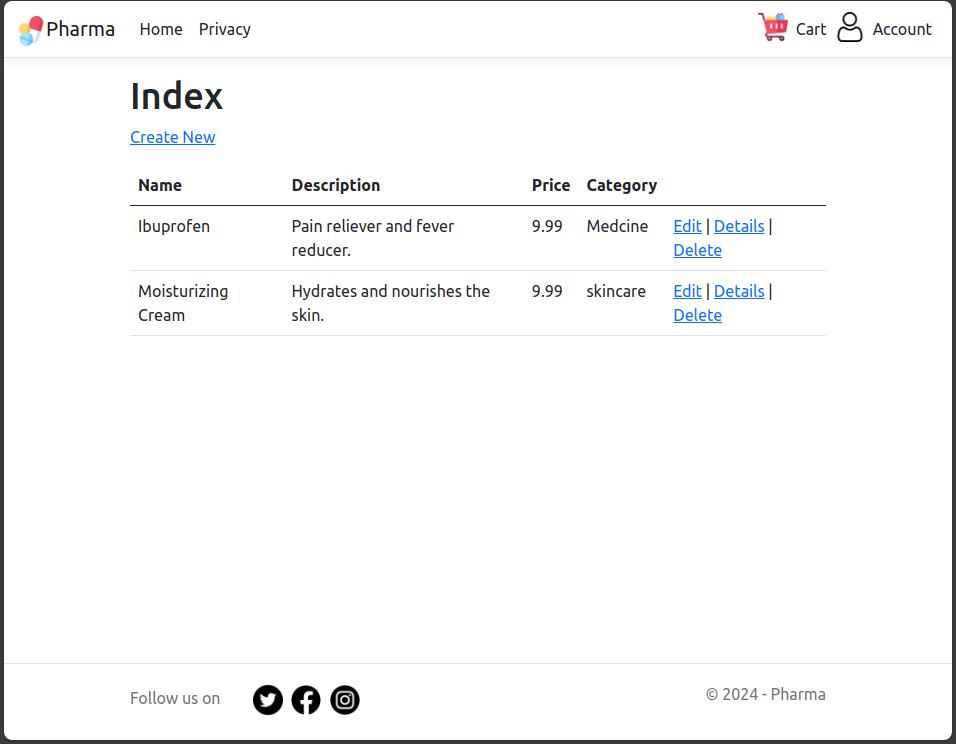 Pharma Home Privacy Cart Account
Index
Create New
Name Description Price Category
Ibuprofen Pain reliever and fever 9.99 Medcine Edit | Details |
reducer. Delete
Moisturizing Hydrates and nourishes the 9.99 skincare Edit | Details |
Cream skin. Delete
Follow us on © 2024 - Pharma